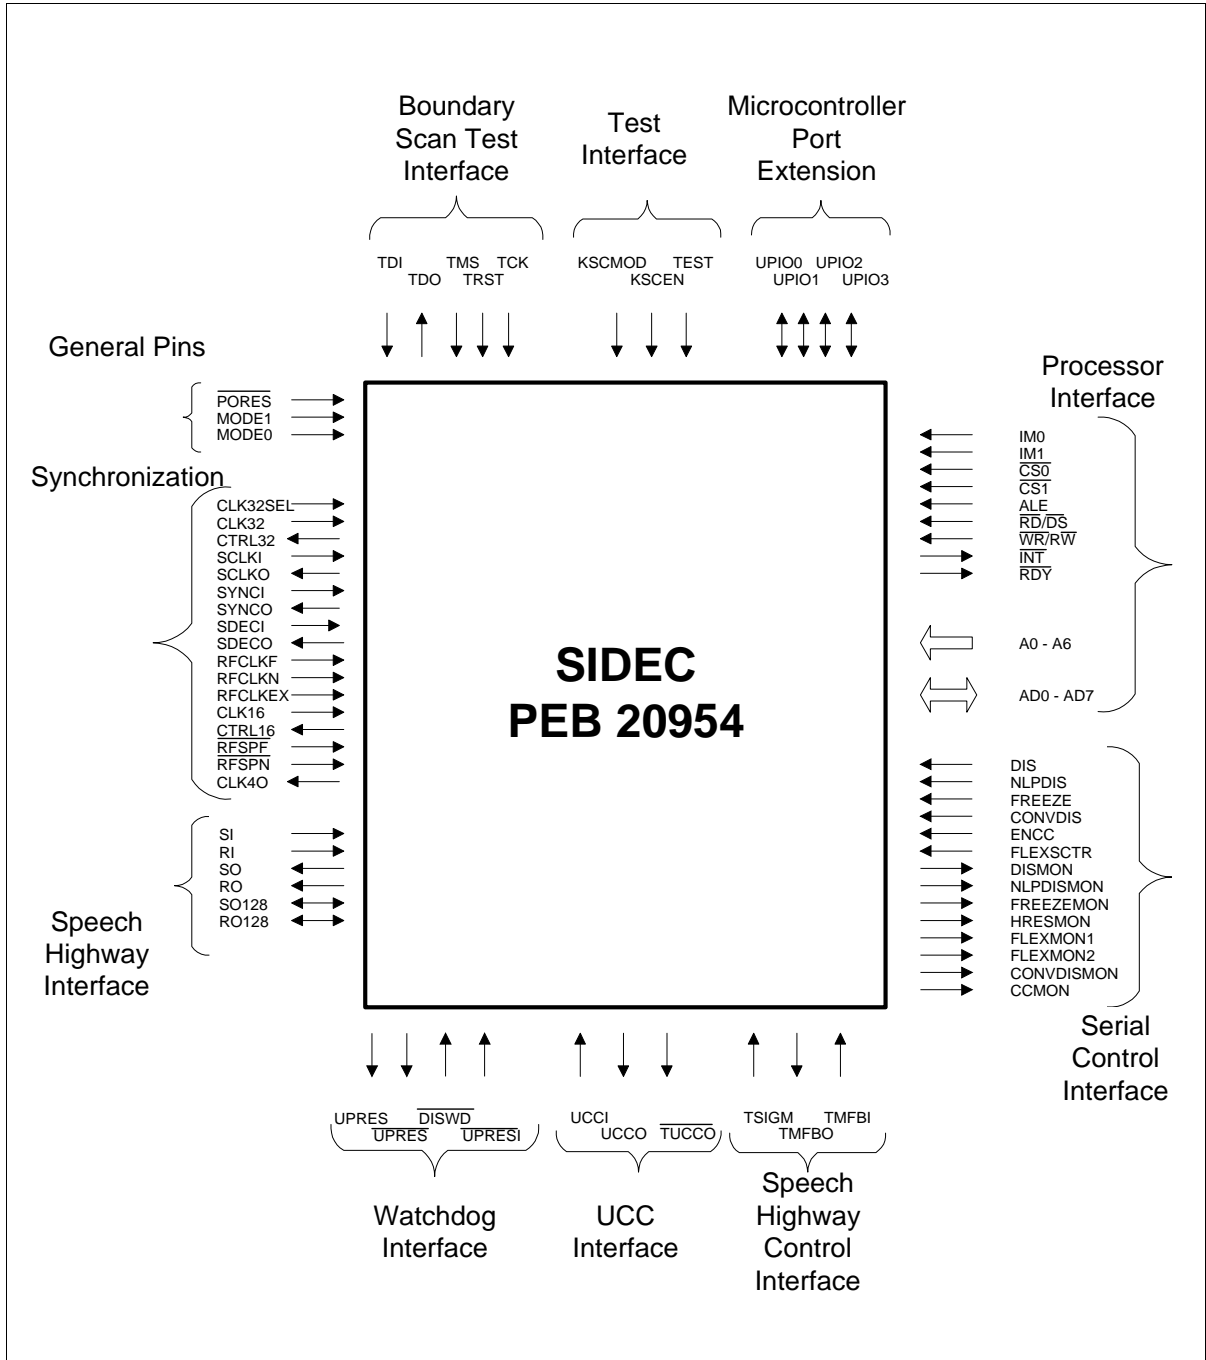 Boundary
Scan Test
Interface
Test
Interface
Microcontroller
Port
Extension
TDI
TDO
TMS
TRST
TCK
KSCMOD
KSCEN
TEST
UPIO0
UPIO1
UPIO2
UPIO3
General Pins
PORES
MODE1
MODE0
Synchronization
CLK32SEL
CLK32
CTRL32
SCLKI
SCLKO
SYNCI
SYNCO
SDECI
SDECO
RFCLKF
RFCLKN
RFCLKEX
CLK16
CTRL16
RFSPF
RFSPN
CLK4O
SI
RI
SO
RO
SO128
RO128
Speech
Highway
Interface
SIDEC
PEB 20954
Processor
Interface
IM0
IM1
CS0
CS1
ALE
RD/DS
WR/RW
INT
RDY
A0 - A6
AD0 - AD7
DIS
NLPDIS
FREEZE
CONVDIS
ENCC
FLEXSCTR
DISMON
NLPDISMON
FREEZEMON
HRESMON
FLEXMON1
FLEXMON2
CONVDISMON
CCMON
Serial
Control
Interface
UPRES
UPRES
DISWD
UPRESI
Watchdog
Interface
UCCI
UCCO
TUCCO
UCC
Interface
TSIGM
TMFBO
TMFBI
Speech
Highway
Control
Interface